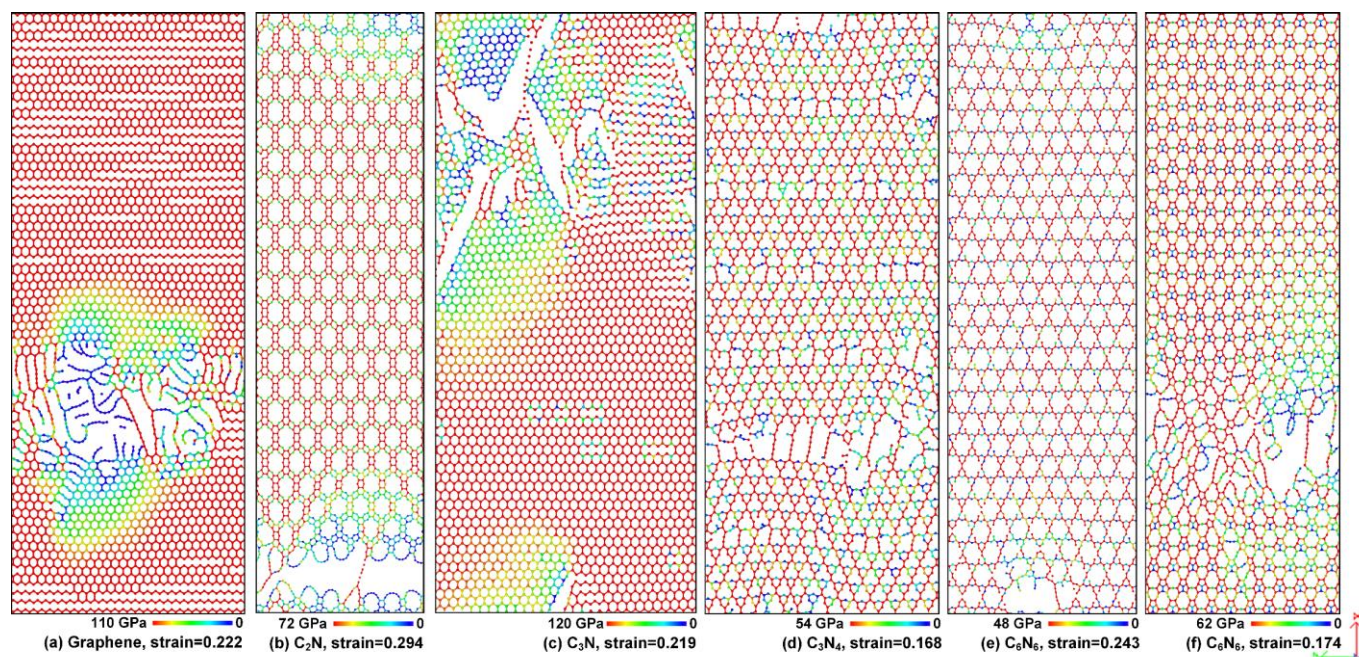 110 GPa 0
(a) Graphene, strain=0.222
72 GPa 0
(b) C₂N, strain=0.294
120 GPa 0
(c) C₃N, strain=0.219
54 GPa 0
(d) C₃N₄, strain=0.168
48 GPa 0
(e) C₆N₆, strain=0.243
62 GPa 0
(f) C₆N₆, strain=0.174